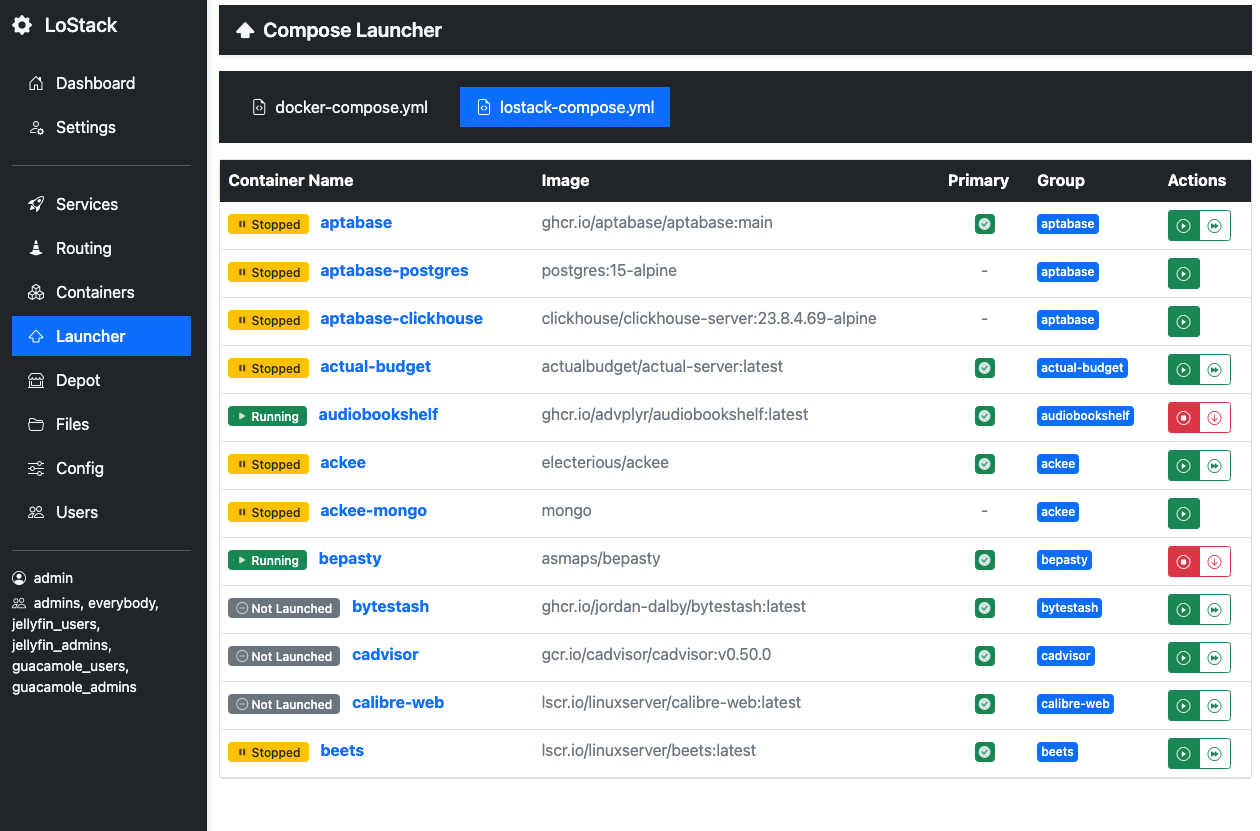 LoStack
Dashboard
Settings
Services
Routing
Containers
Launcher
Depot
Files
Config
Users
admin
admins, everybody,
jellyfin_users,
jellyfin_admins,
guacamole_users,
guacamole_admins
Compose Launcher
docker-compose.yml lostack-compose.yml
Container Name Image Primary Group Actions
Stopped aptabase ghcr.io/aptabase/aptabase:main aptabase
Stopped aptabase-postgres postgres:15-alpine - aptabase
Stopped aptabase-clickhouse clickhouse/clickhouse-server:23.8.4.69-alpine - aptabase
Stopped actual-budget actualbudget/actual-server:latest actual-budget
Running audiobookshelf ghcr.io/advplyr/audiobookshelf:latest audiobookshelf
Stopped ackee electerious/ackee ackee
Stopped ackee-mongo mongo - ackee
Running bepasty asmaps/bepasty bepasty
Not Launched bytestash ghcr.io/jordan-dalby/bytestash:latest bytestash
Not Launched cadvisor gcr.io/cadvisor/cadvisor:v0.50.0 cadvisor
Not Launched calibre-web lscr.io/linuxserver/calibre-web:latest calibre-web
Stopped beets lscr.io/linuxserver/beets:latest beets